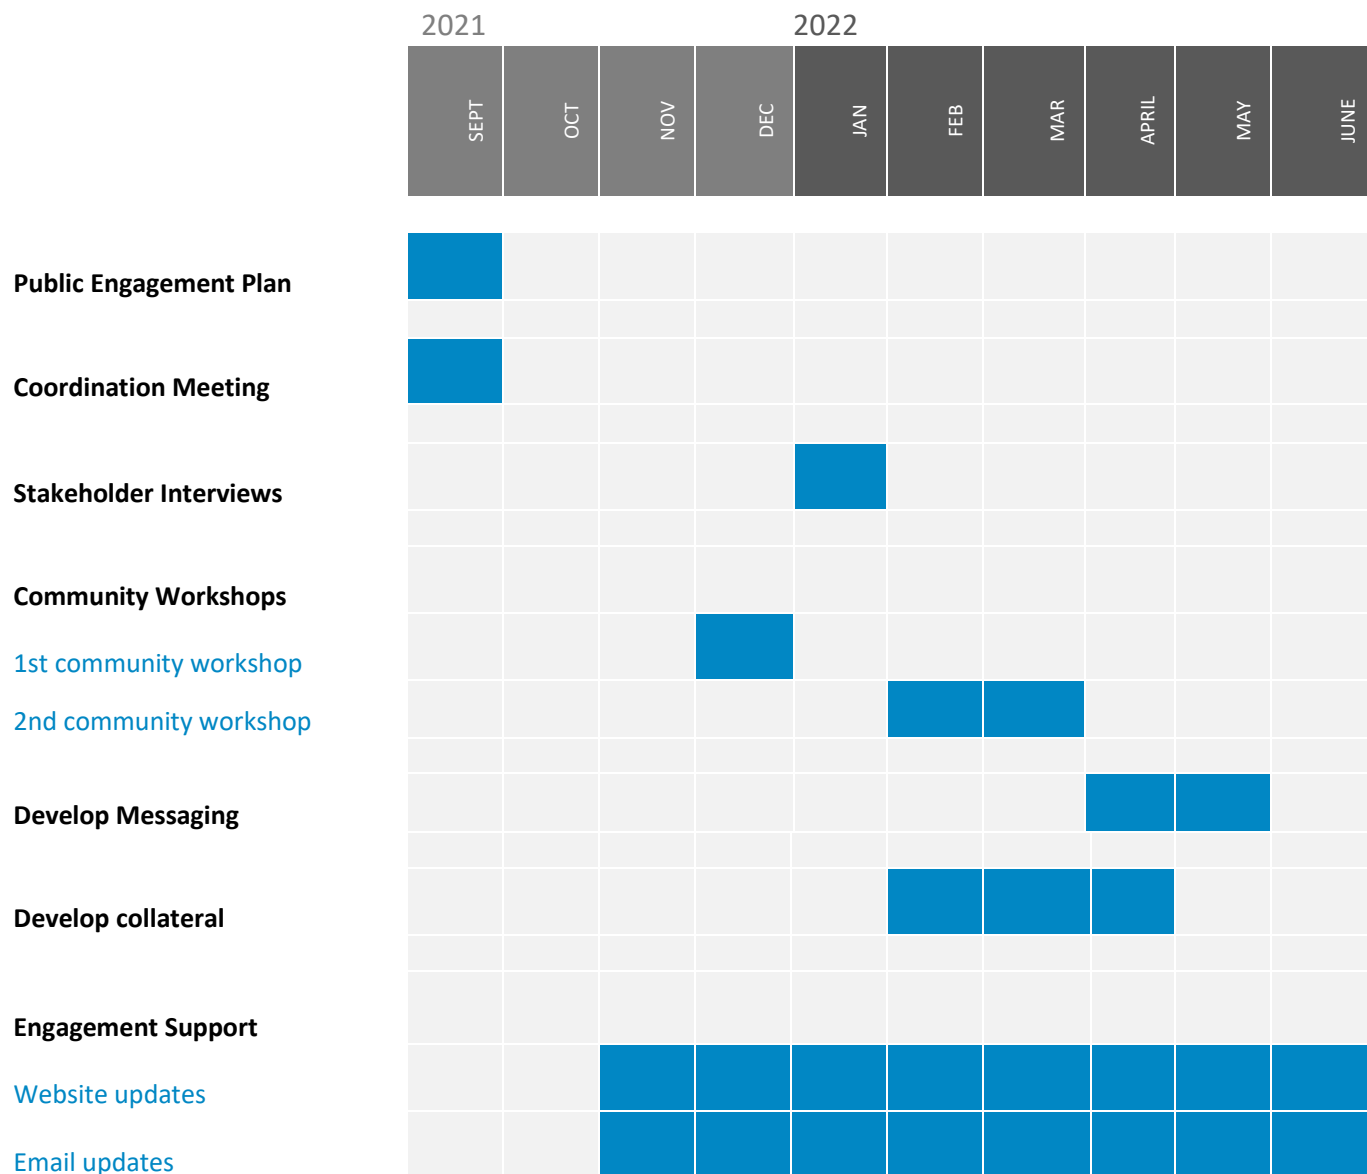 2021 2022
SEPT OCT NOV DEC JAN FEB MAR APRIL MAY JUNE
Public Engagement Plan
Coordination Meeting
Stakeholder Interviews
Community Workshops
1st community workshop
2nd community workshop
Develop Messaging
Develop collateral
Engagement Support
Website updates
Email updates